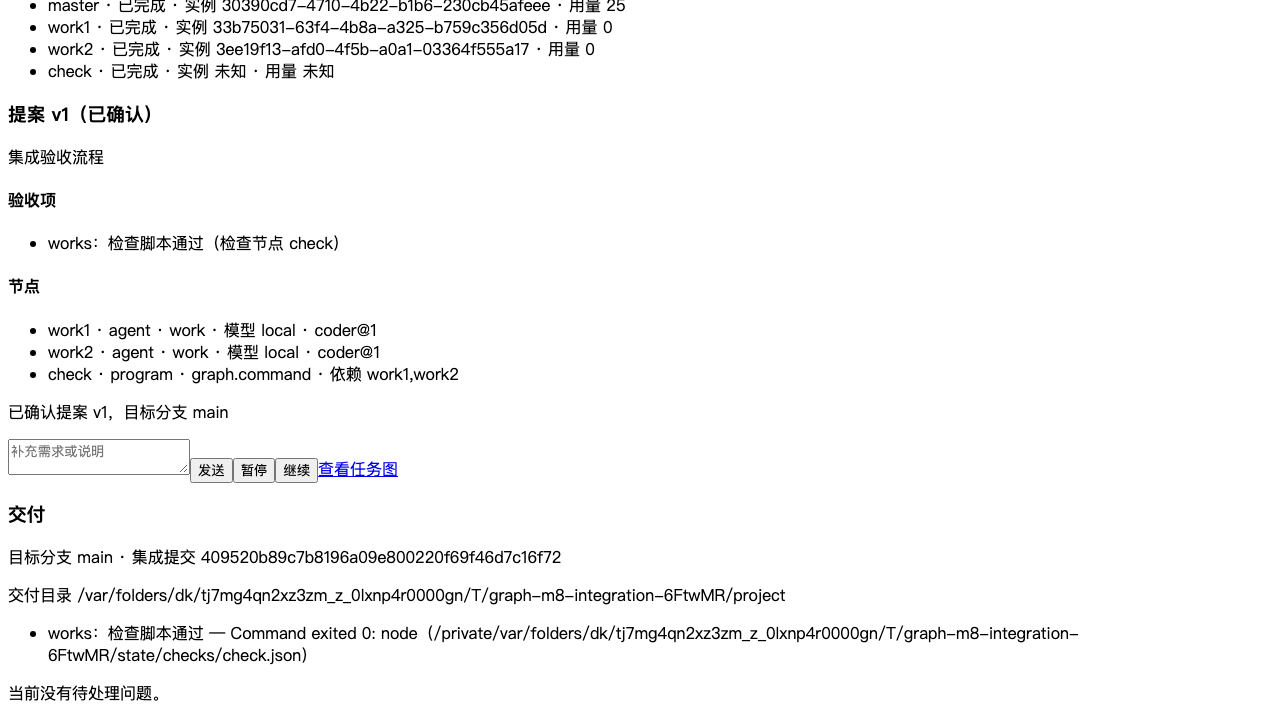 master · 已完成 · 实例 30390cd7-4710-4b22-b1b6-230cb45afeee · 用量 25
work1 · 已完成 · 实例 33b75031-63f4-4b8a-a325-b759c356d05d · 用量 0
work2 · 已完成 · 实例 3ee19f13-afd0-4f5b-a0a1-03364f555a17 · 用量 0
check · 已完成 · 实例 未知 · 用量 未知
提案 v1（已确认）
集成验收流程
验收项
works：检查脚本通过（检查节点 check）
节点
work1 · agent · work · 模型 local · coder@1
work2 · agent · work · 模型 local · coder@1
check · program · graph.command · 依赖 work1,work2
已确认提案 v1，目标分支 main
补充需求或说明 发送 暂停 继续 查看任务图
交付
目标分支 main · 集成提交 409520b89c7b8196a09e800220f69f46d7c16f72
交付目录 /var/folders/dk/tj7mg4qn2xz3zm_z_0lxnp4r0000gn/T/graph-m8-integration-6FtwMR/project
works：检查脚本通过 — Command exited 0: node（/private/var/folders/dk/tj7mg4qn2xz3zm_z_0lxnp4r0000gn/T/graph-m8-integration-
6FtwMR/state/checks/check.json）
当前没有待处理问题。